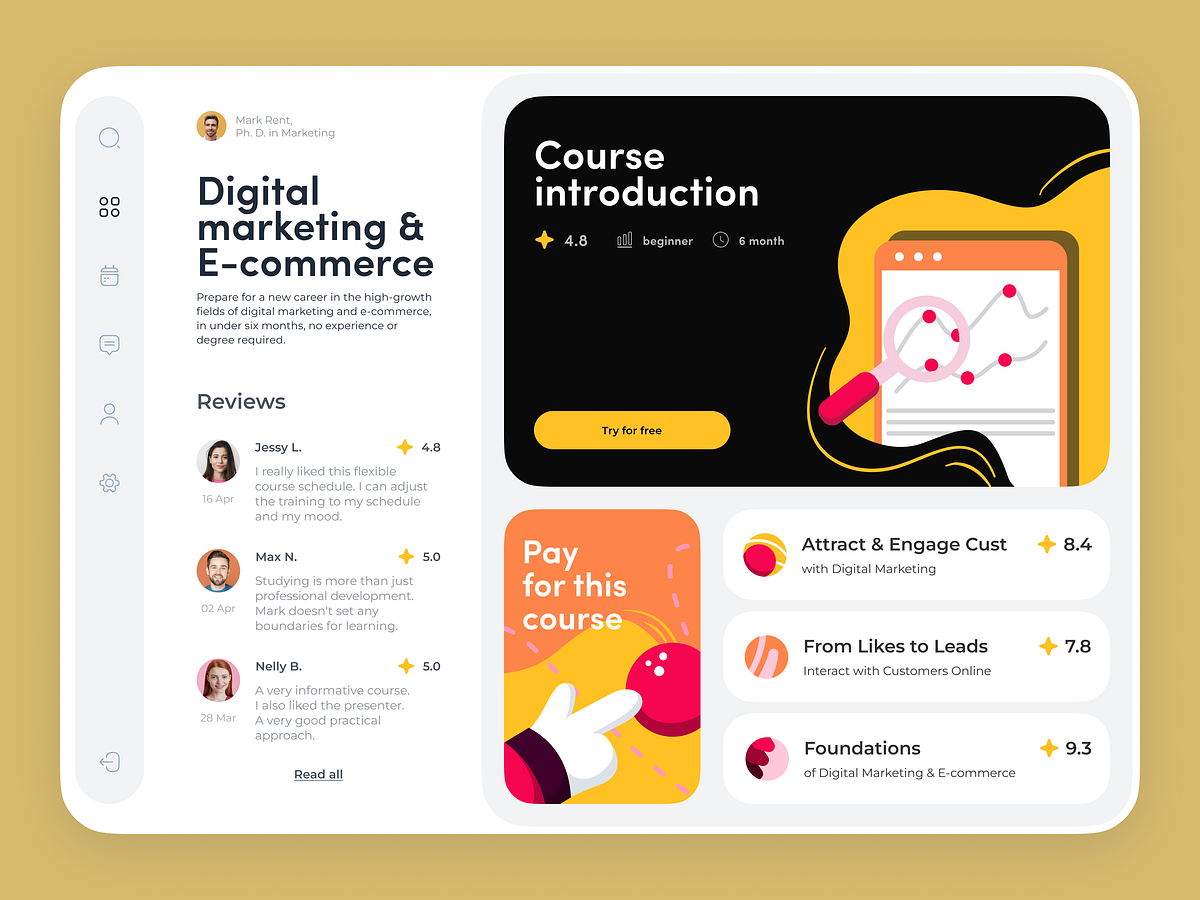 Mark Rent,
Ph. D. in Marketing
Digital
marketing &
E-commerce
Prepare for a new career in the high-growth
fields of digital marketing and e-commerce,
in under six months, no experience or
degree required.
Reviews
Jessy L.
4.8
I really liked this flexible
course schedule. I can adjust
the training to my schedule
and my mood.
16 Apr
Max N.
5.0
Studying is more than just
professional development.
Mark doesn't set any
boundaries for learning.
02 Apr
Nelly B.
5.0
A very informative course.
I also liked the presenter.
A very good practical
approach.
28 Mar
Read all
Course
introduction
4.8
beginner
6 month
Try for free
Pay
for this
course
Attract & Engage Cust
8.4
with Digital Marketing
From Likes to Leads
7.8
Interact with Customers Online
Foundations
9.3
of Digital Marketing & E-commerce